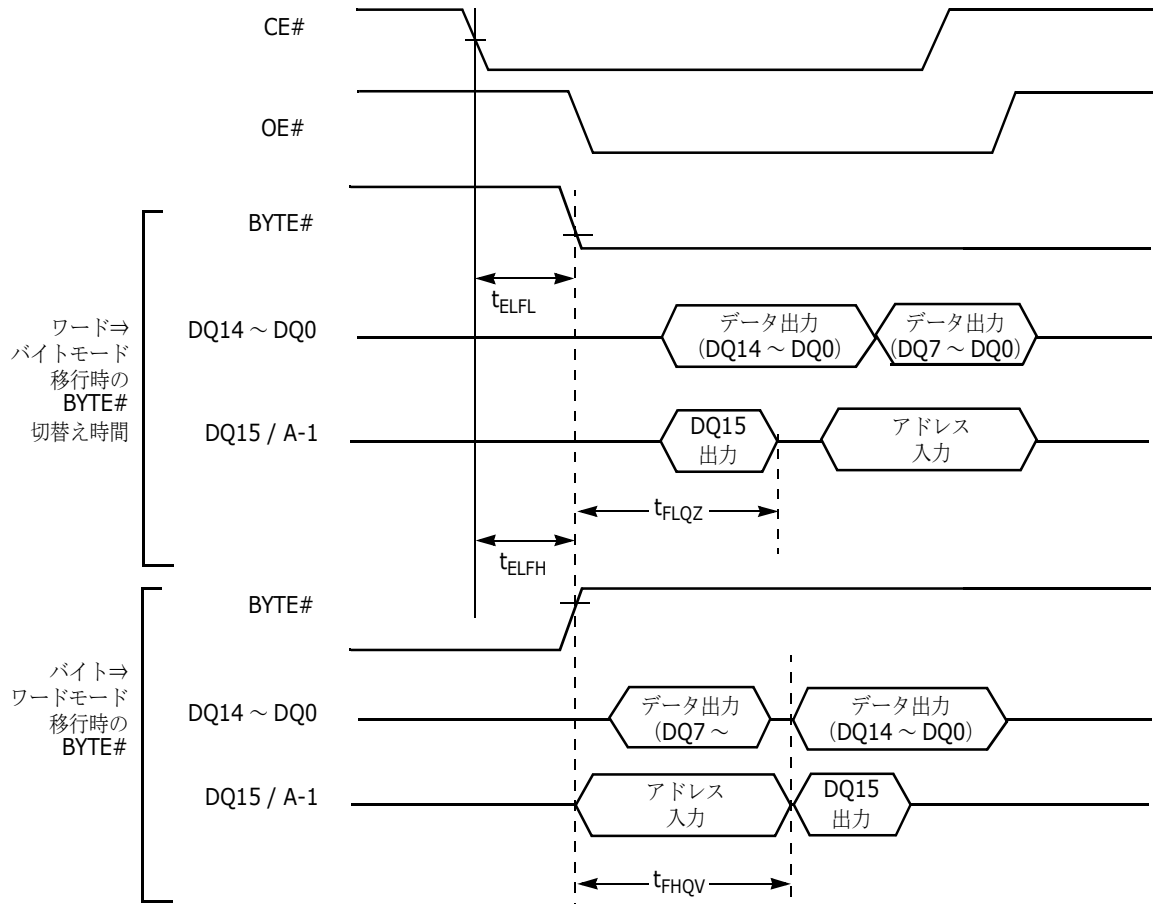 CE#
OE#
BYTE#
tELFL
ワード⇒
バイトモード
移行時の
BYTE#
切替え時間
DQ14 ~ DQ0
データ出力
(DQ14 ~ DQ0)
データ出力
(DQ7 ~ DQ0)
DQ15 / A-1
DQ15
出力
アドレス
入力
tFLQZ
tELFH
BYTE#
バイト⇒
ワードモード
移行時の
BYTE#
DQ14 ~ DQ0
データ出力
(DQ7 ~
データ出力
(DQ14 ~ DQ0)
DQ15 / A-1
アドレス
入力
DQ15
出力
tFHQV